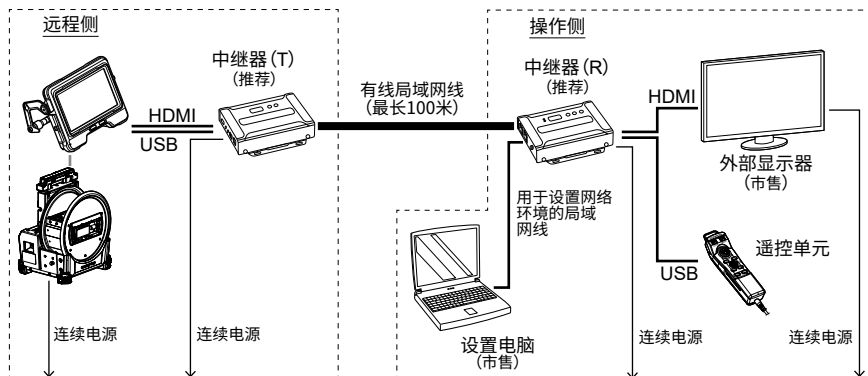 远程侧
操作侧
中继器(T)
(推荐)
有线局域网线
(最长100米)
中继器(R)
(推荐)
HDMI
USB
HDMI
外部显示器
(市售)
用于设置网络
环境的局域
网线
USB
遥控单元
设置电脑
(市售)
连续电源
连续电源
连续电源
连续电源